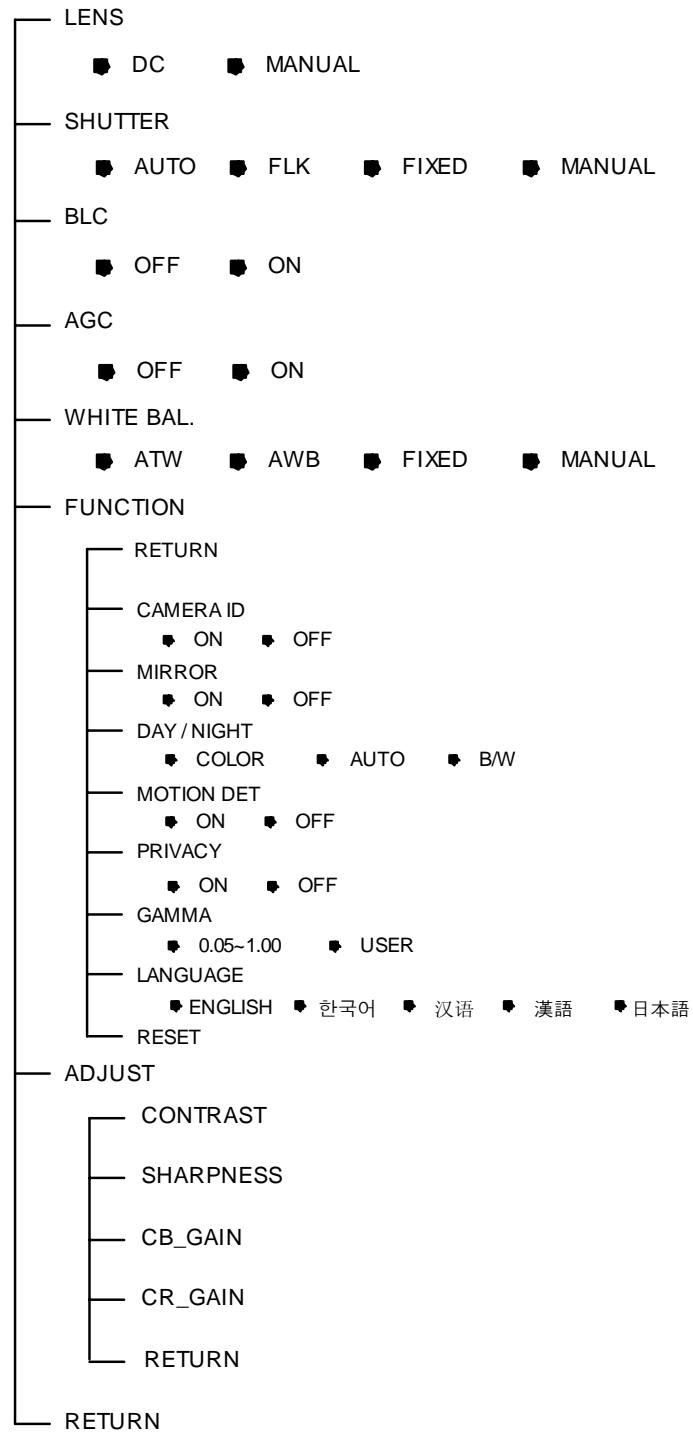 LENS
DC MANUAL
SHUTTER
AUTO FLK FIXED MANUAL
BLC
OFF ON
AGC
OFF ON
WHITE BAL.
ATW AWB FIXED MANUAL
FUNCTION
RETURN
CAMERA ID
ON OFF
MIRROR
ON OFF
DAY / NIGHT
COLOR AUTO B/W
MOTION DET
ON OFF
PRIVACY
ON OFF
GAMMA
0.05~1.00 USER
LANGUAGE
ENGLISH 한국어 汉语 漢語 日本語
RESET
ADJUST
CONTRAST
SHARPNESS
CB_GAIN
CR_GAIN
RETURN
RETURN